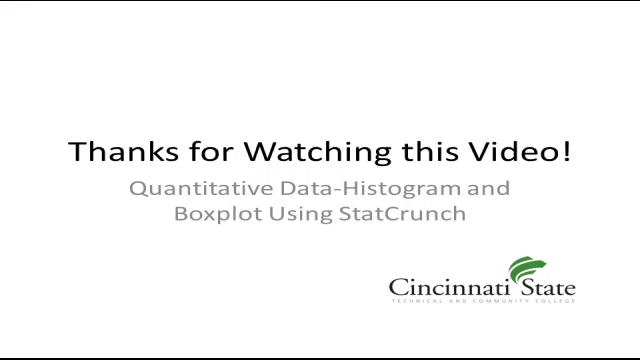 Thanks for Watching this Video!
Quantitative Data-Histogram and
Boxplot Using StatCrunch
Cincinnati State
TECHNICAL AND COMMUNITY COLLEGE